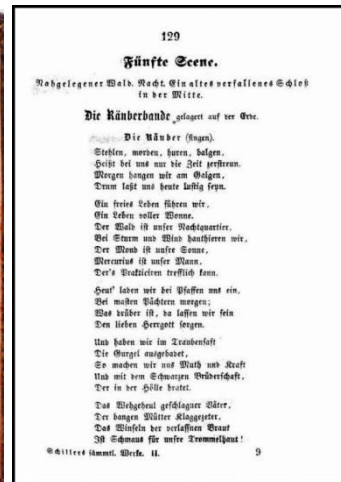 129
Fünfte Scene.
Nahgelegener Wald. Nacht. Ein altes verfallenes Schloß
in der Mitte.
Die Räuberbande gelagert auf der Erde.
Die Räuber (singen).
Stehlen, morden, huren, balgen,
Heißt bei uns nur die Zeit zerstreun.
Morgen hangen wir am Galgen,
Drum laßt uns heute lustig seyn.
Ein freies Leben führen wir,
Ein Leben voller Wonne.
Der Wald ist unser Nachtquartier,
Bei Sturm und Wind hanthieren wir,
Der Mond ist unsre Sonne,
Mercurius ist unser Mann,
Der's Prakticiren trefflich kann.
Heut' laden wir bei Pfaffen uns ein,
Bei masten Pächtern morgen;
Was drüber ist, da lassen wir fein
Den lieben Herrgott sorgen.
Und haben wir im Traubensaft
Die Gurgel ausgebadet,
So machen wir uns Muth und Kraft
Und mit dem Schwarzen Brüderschaft,
Der in der Hölle bratet.
Das Wehgeheul geschlagner Väter,
Der bangen Mütter Klaggezeter,
Das Winseln der verlaßnen Braut
Ist Schmaus für unsre Trommelhaut!
Schillers sämmtl. Werke. II. 9